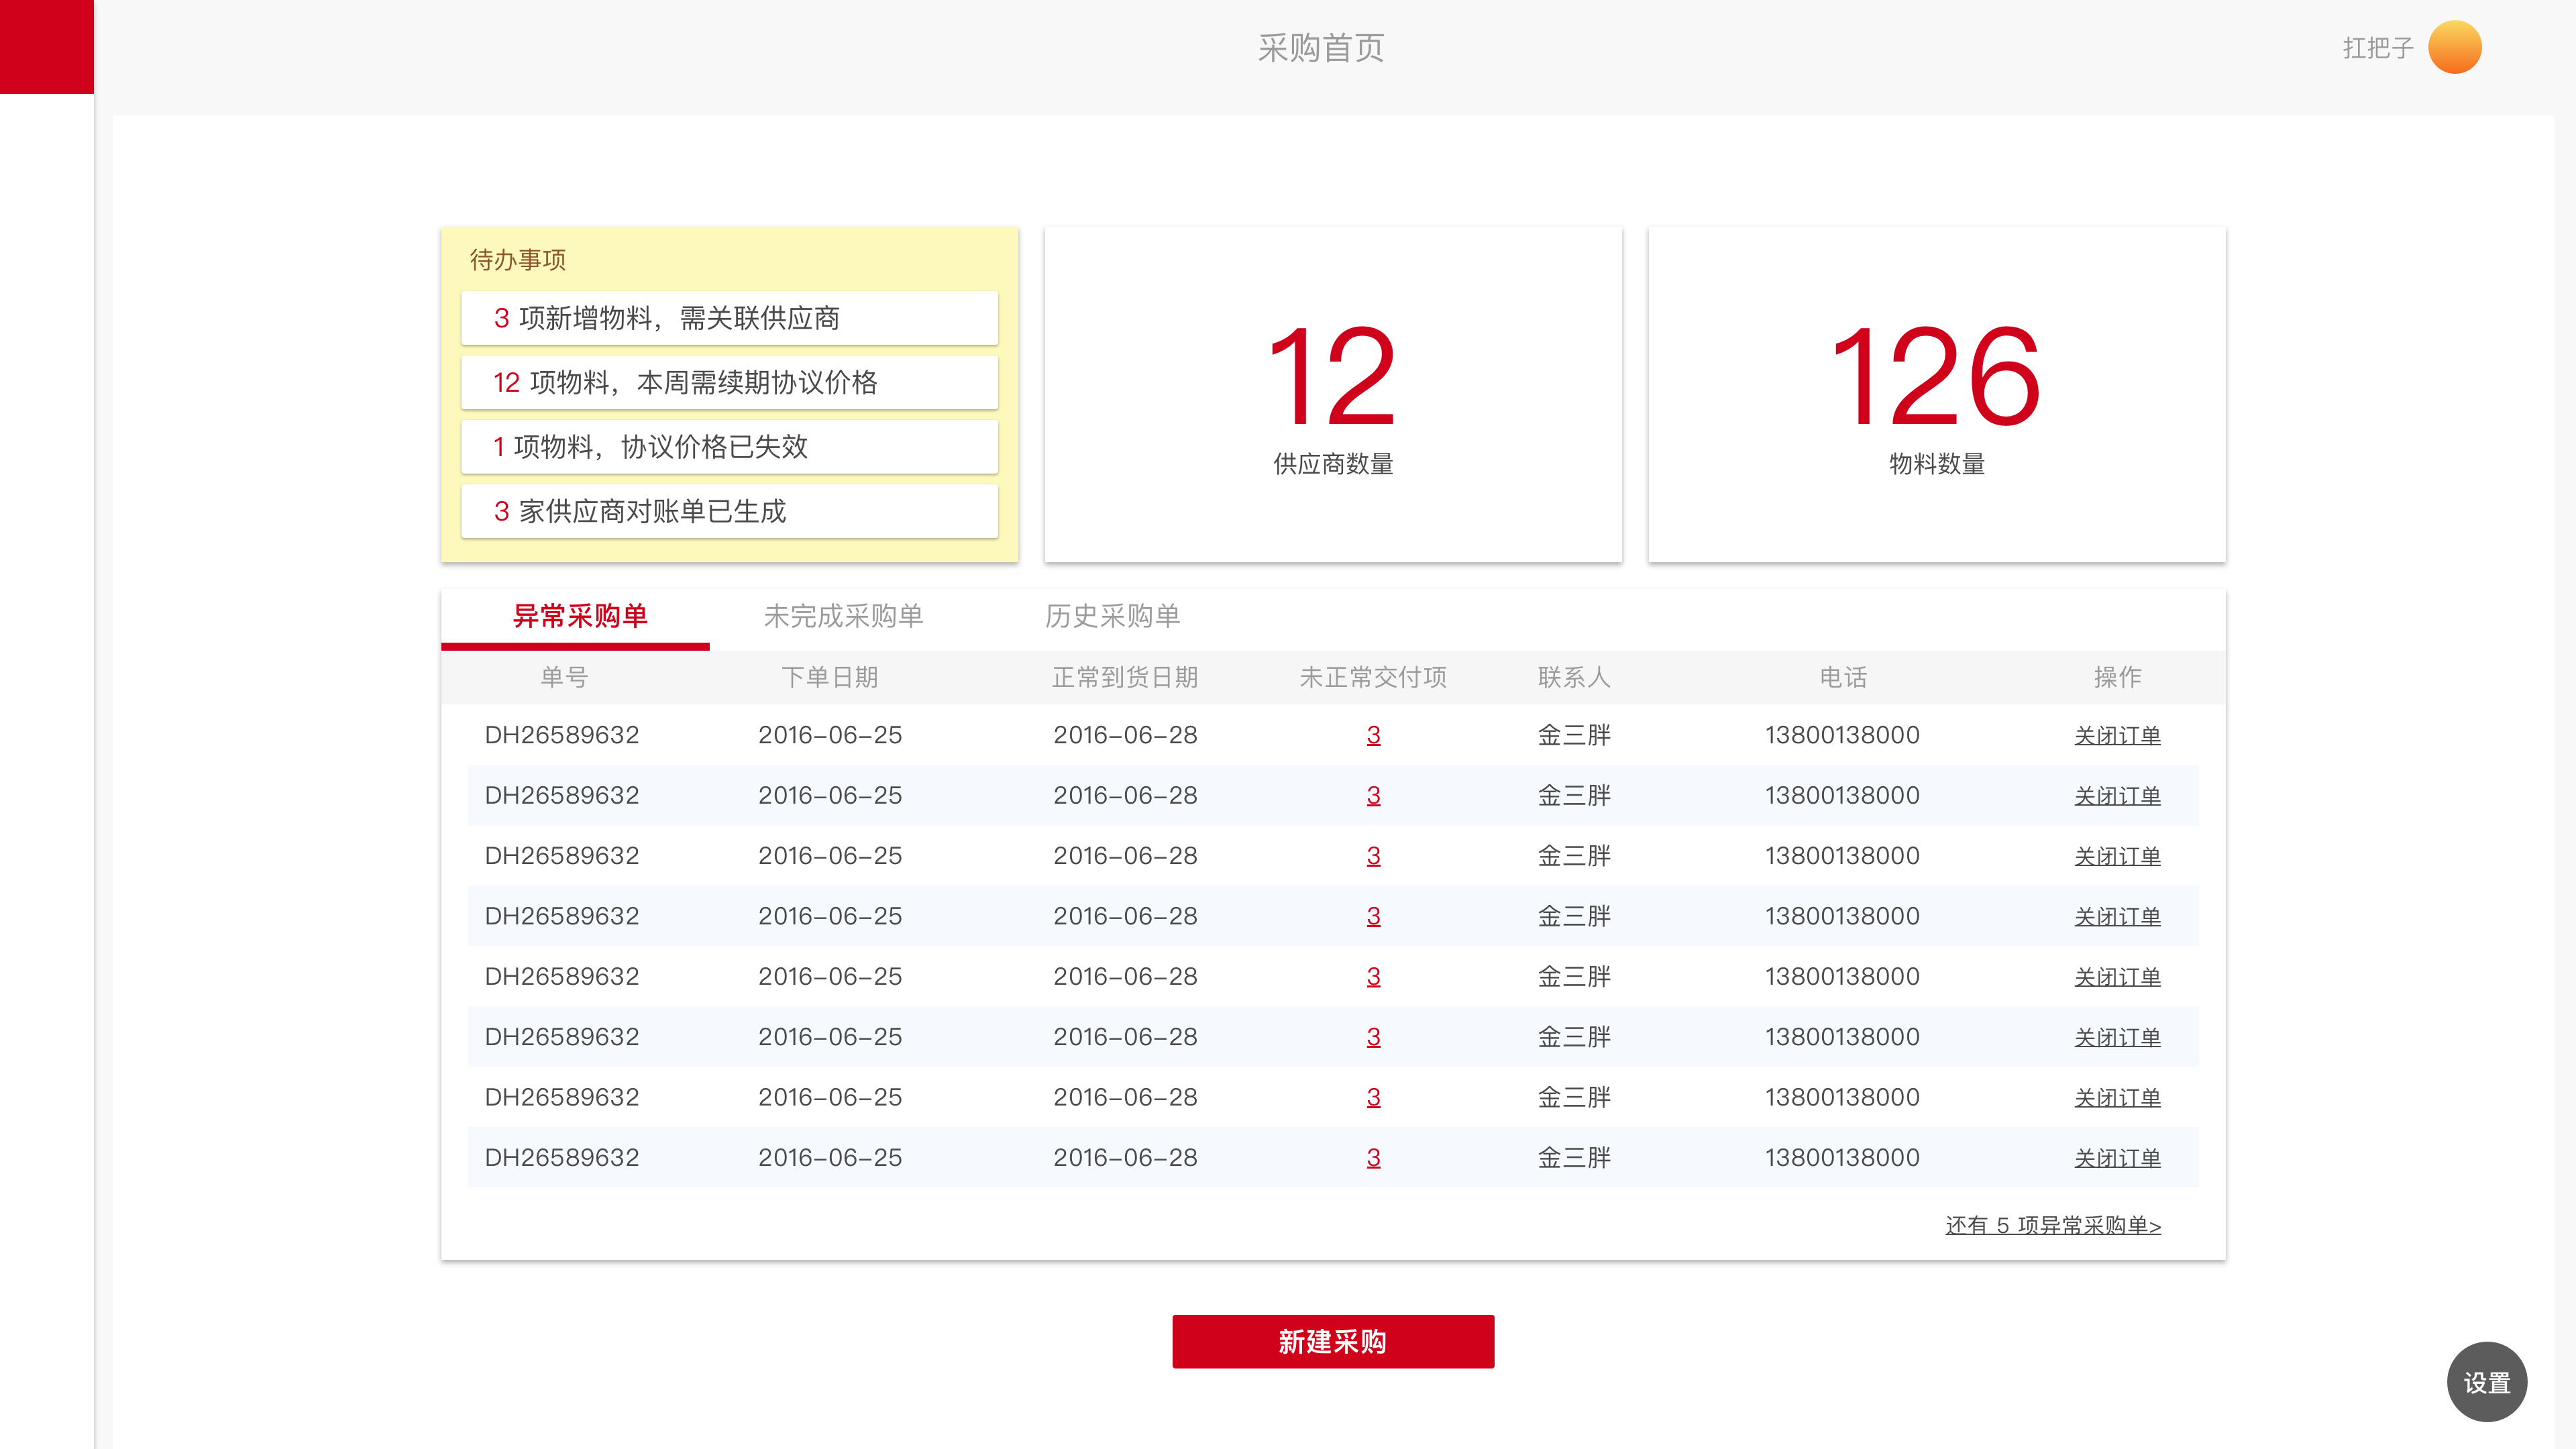 采购首页
扛把子
待办事项
3 项新增物料，需关联供应商
12 项物料，本周需续期协议价格
1 项物料，协议价格已失效
3 家供应商对账单已生成
12
供应商数量
126
物料数量
异常采购单 未完成采购单 历史采购单
单号 下单日期 正常到货日期 未正常交付项 联系人 电话 操作
DH26589632 2016-06-25 2016-06-28 3 金三胖 13800138000 关闭订单
DH26589632 2016-06-25 2016-06-28 3 金三胖 13800138000 关闭订单
DH26589632 2016-06-25 2016-06-28 3 金三胖 13800138000 关闭订单
DH26589632 2016-06-25 2016-06-28 3 金三胖 13800138000 关闭订单
DH26589632 2016-06-25 2016-06-28 3 金三胖 13800138000 关闭订单
DH26589632 2016-06-25 2016-06-28 3 金三胖 13800138000 关闭订单
DH26589632 2016-06-25 2016-06-28 3 金三胖 13800138000 关闭订单
DH26589632 2016-06-25 2016-06-28 3 金三胖 13800138000 关闭订单
还有 5 项异常采购单>
新建采购
设置